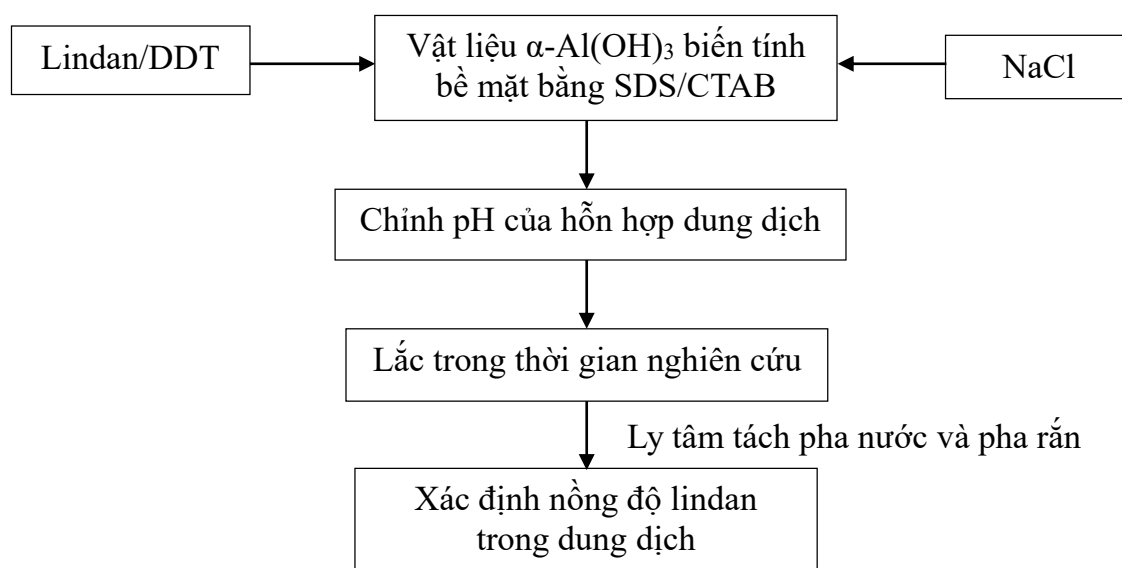 Lindan/DDT
Vật liệu α-Al(OH)₃ biến tính
bề mặt bằng SDS/CTAB
NaCl
Chỉnh pH của hỗn hợp dung dịch
Lắc trong thời gian nghiên cứu
Ly tâm tách pha nước và pha rắn
Xác định nồng độ lindan
trong dung dịch